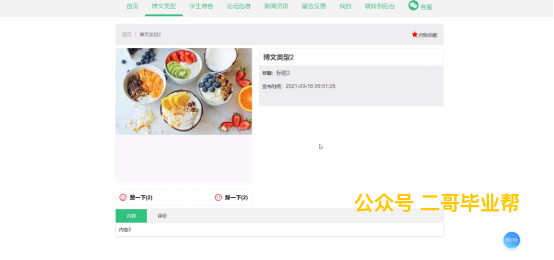 首页 博文类型 学生博客 论坛信息 新闻资讯 留言反馈 我的 跳转到后台 客服
首页 / 博文类型2
点我收藏
博文类型2
标题: 标题2
发布时间: 2021-03-16 09:51:25
赞一下(2) 踩一下(2)
公众号 二哥毕业帮
内容 评价
内容2